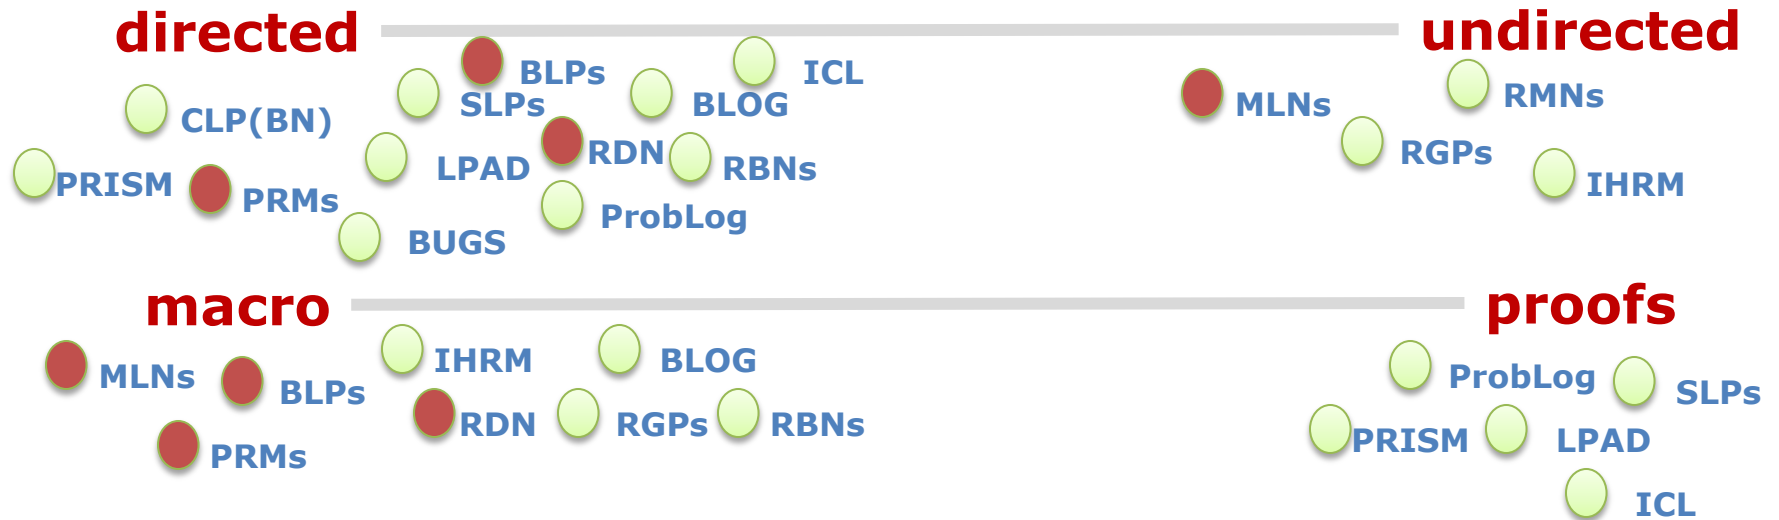 directed undirected
BLPs ICL
SLPs BLOG MLNs RMNs
CLP(BN)
LPAD RDN RBNs RGPs
PRISM PRMs IHRM
ProbLog
BUGS
macro proofs
IHRM BLOG
MLNs BLPs ProbLog SLPs
RDN RGPs RBNs PRISM LPAD
PRMs
ICL